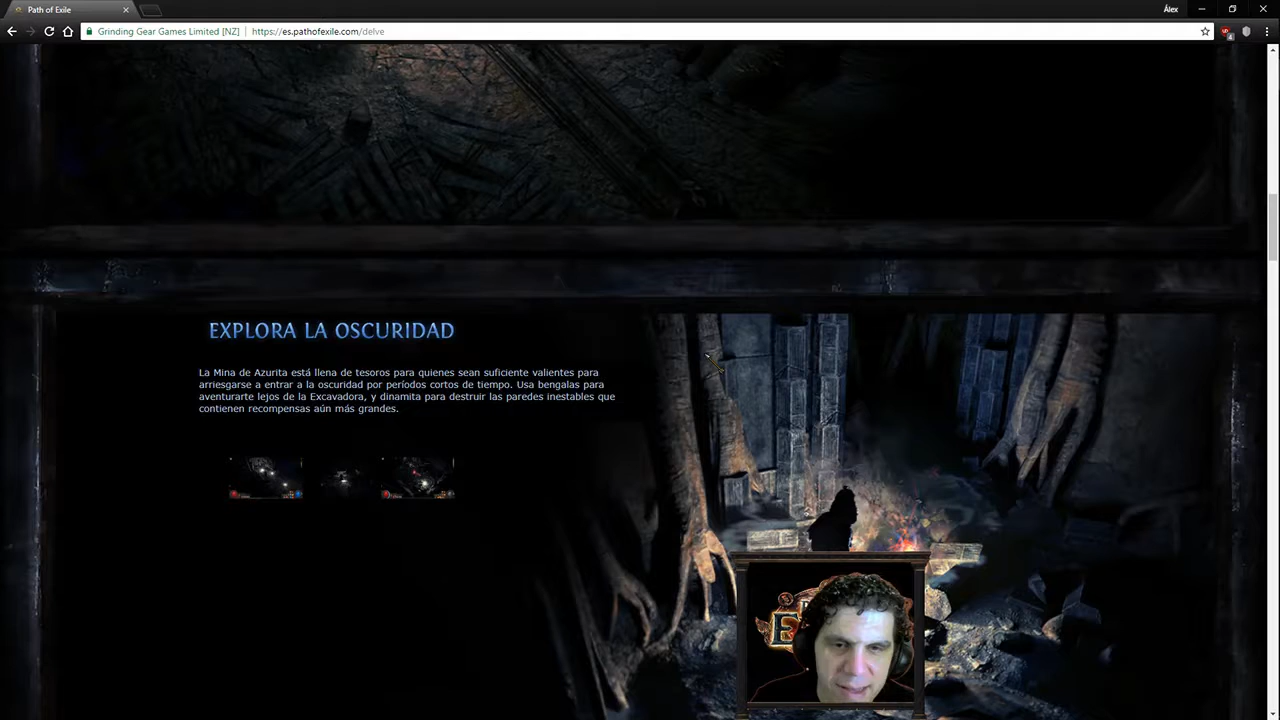 Path of Exile
Álex
Grinding Gear Games Limited [NZ]
https://es.pathofexile.com/delve
EXPLORA LA OSCURIDAD
La Mina de Azurita está llena de tesoros para quienes sean suficiente valientes para
arriesgarse a entrar a la oscuridad por períodos cortos de tiempo. Usa bengalas para
aventurarte lejos de la Excavadora, y dinamita para destruir las paredes inestables que
contienen recompensas aún más grandes.